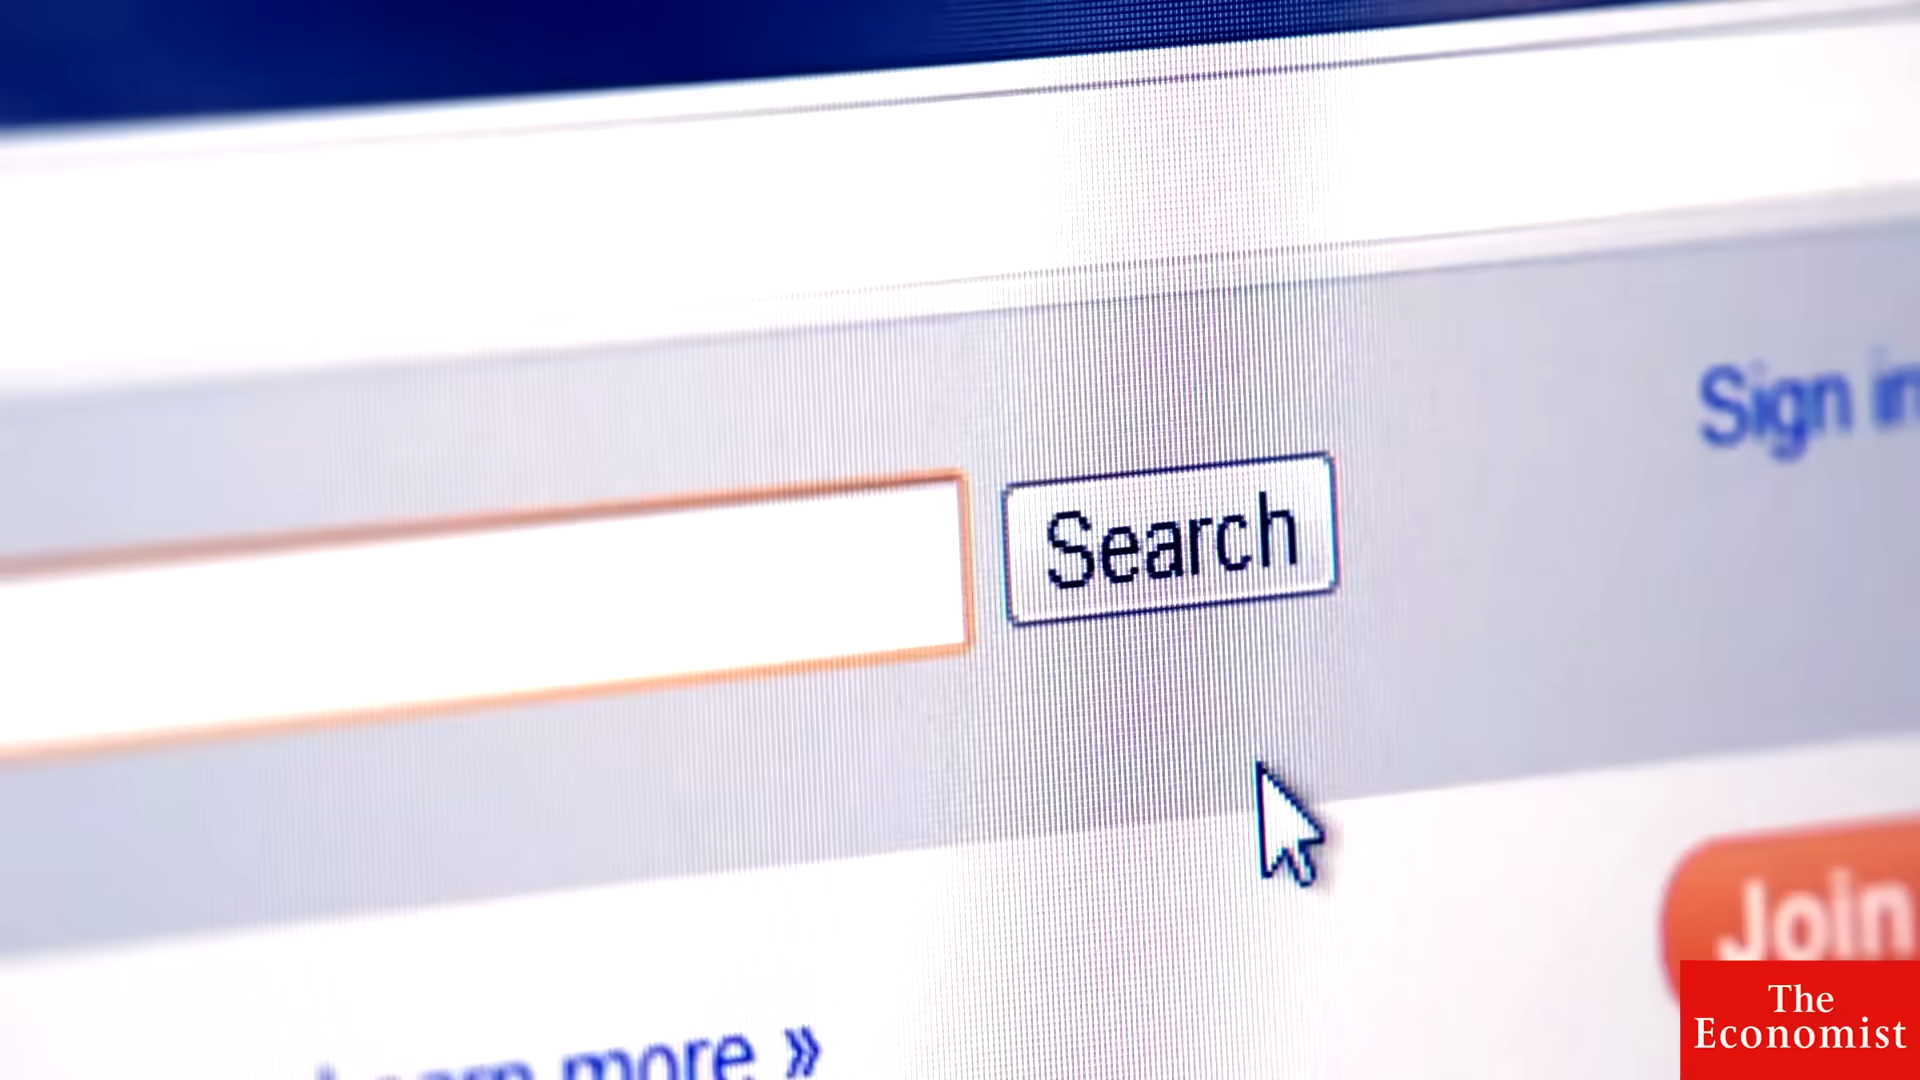 Sign in
Search
Join
more »
The
Economist